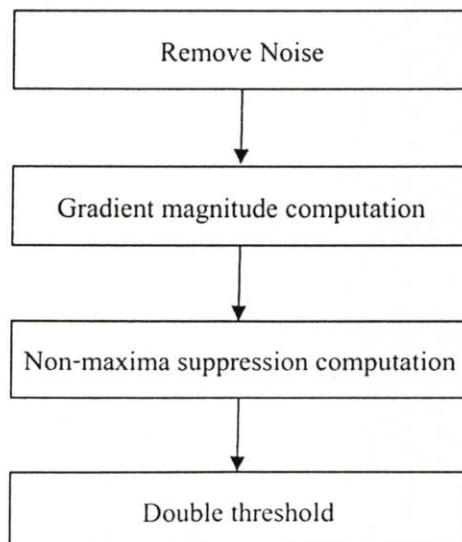 Remove Noise
Gradient magnitude computation
Non-maxima suppression computation
Double threshold